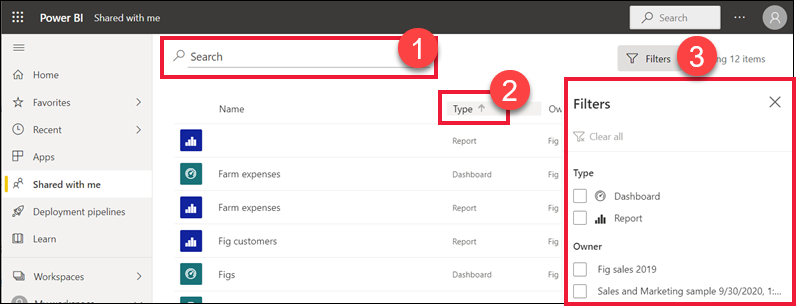 Power BI Shared with me Search ...
1
3
Search
Filters ng 12 items
2
Home
Favorites
Recent
Apps
Shared with me
Deployment pipelines
Learn
Workspaces
Name Type Ow
Report Fig
Farm expenses Dashboard Fig
Farm expenses Report Fig
Fig customers Report Fig
Figs Dashboard Fig
Filters
Clear all
Type
Dashboard
Report
Owner
Fig sales 2019
Sales and Marketing sample 9/30/2020, 1:...